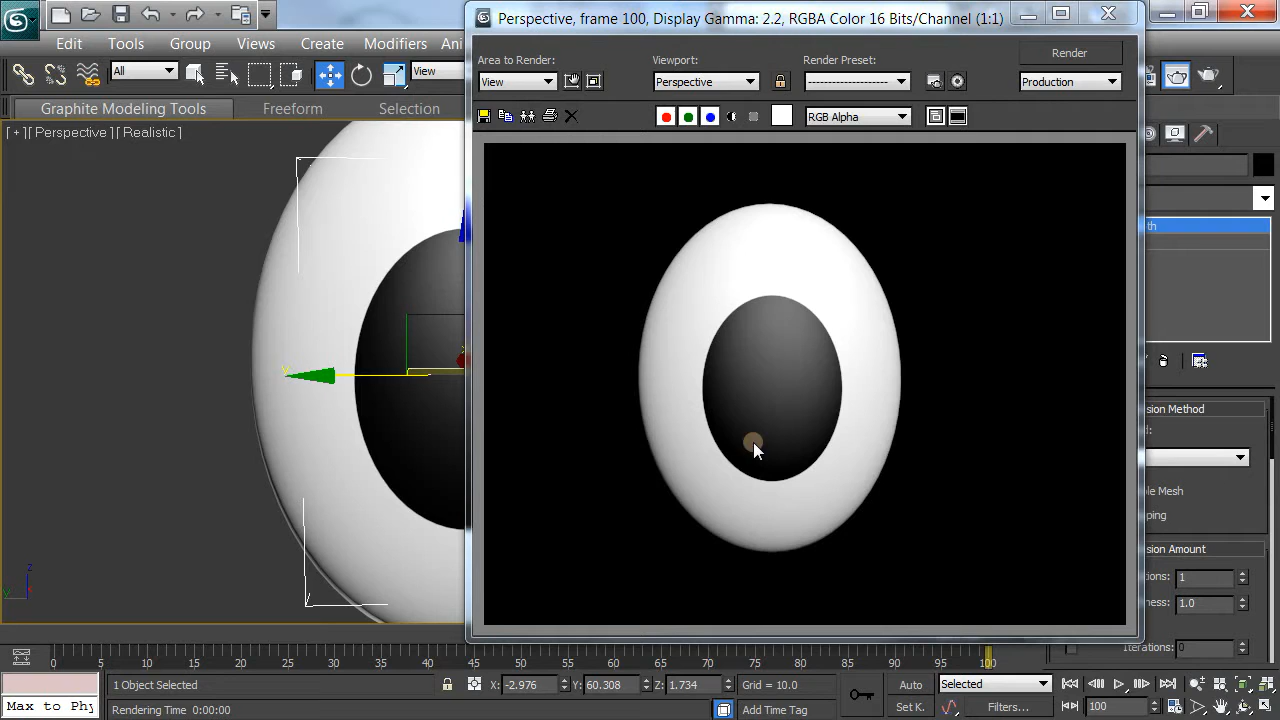 Perspective, frame 100, Display Gamma: 2.2, RGBA Color 16 Bits/Channel (1:1)
Edit Tools Group Views Create Modifiers Ani
Area to Render: Viewport: Render Preset: Render
View Perspective -------------------- Production
All View
Graphite Modeling Tools Freeform Selection
RGB Alpha
[ + ] [ Perspective ] [ Realistic ]
th
sion Method
d:
le Mesh
ping
sion Amount
ions: 1
ness: 1.0
Iterations: 0
y
z
y
0 5 10 15 20 25 30 35 40 45 50 55 60 65 70 75 80 85 90 95 100
1 Object Selected X: -2.976 Y: 60.308 Z: 1.734 Grid = 10.0 Auto Selected
Max to Phy Rendering Time 0:00:00 Add Time Tag Set K. Filters... 100